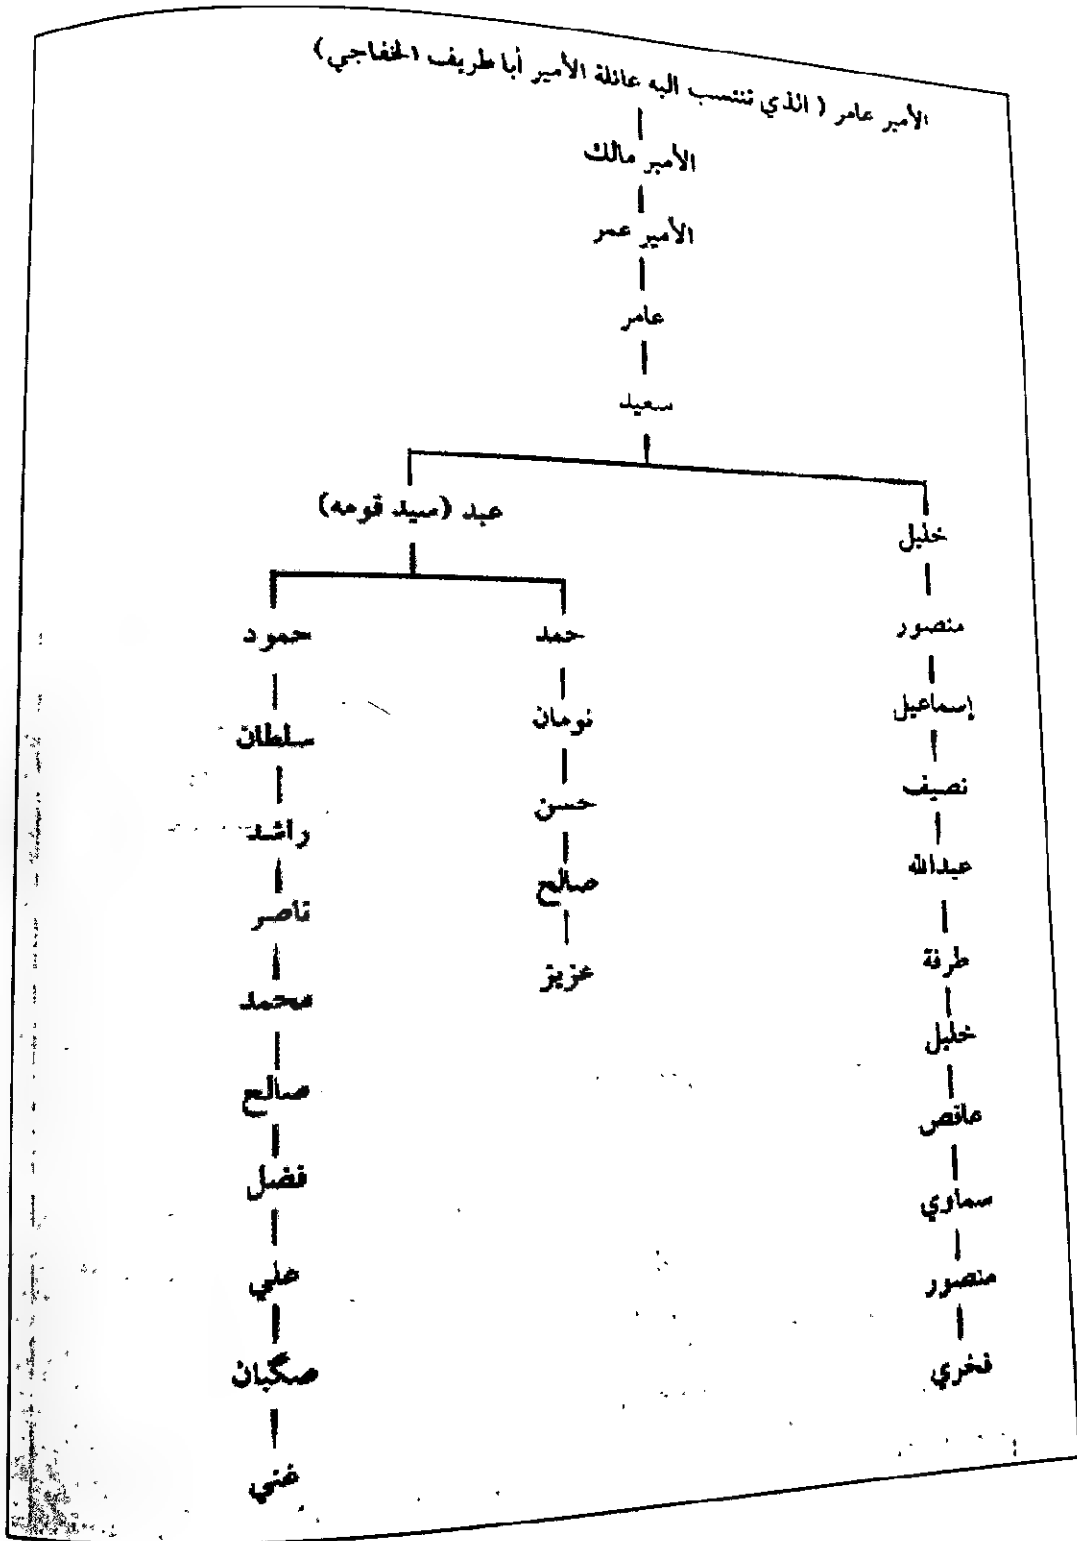 الأمير عامر ( الذي تنتسب اليه عائلة الأمير أبا طريف الخفاجي)
الأمير مالك
الأمير عمر
عامر
سعيد
خليل
منصور
إسماعيل
نصيف
عبدالله
طرفة
خليل
عاقص
سماوي
منصور
فخري
عبد (سيد قومه)
حمد
نومان
حسن
صالح
عزيز
حمود
سلطان
راشد
ناصر
محمد
صالح
فضل
علي
صگبان
غني